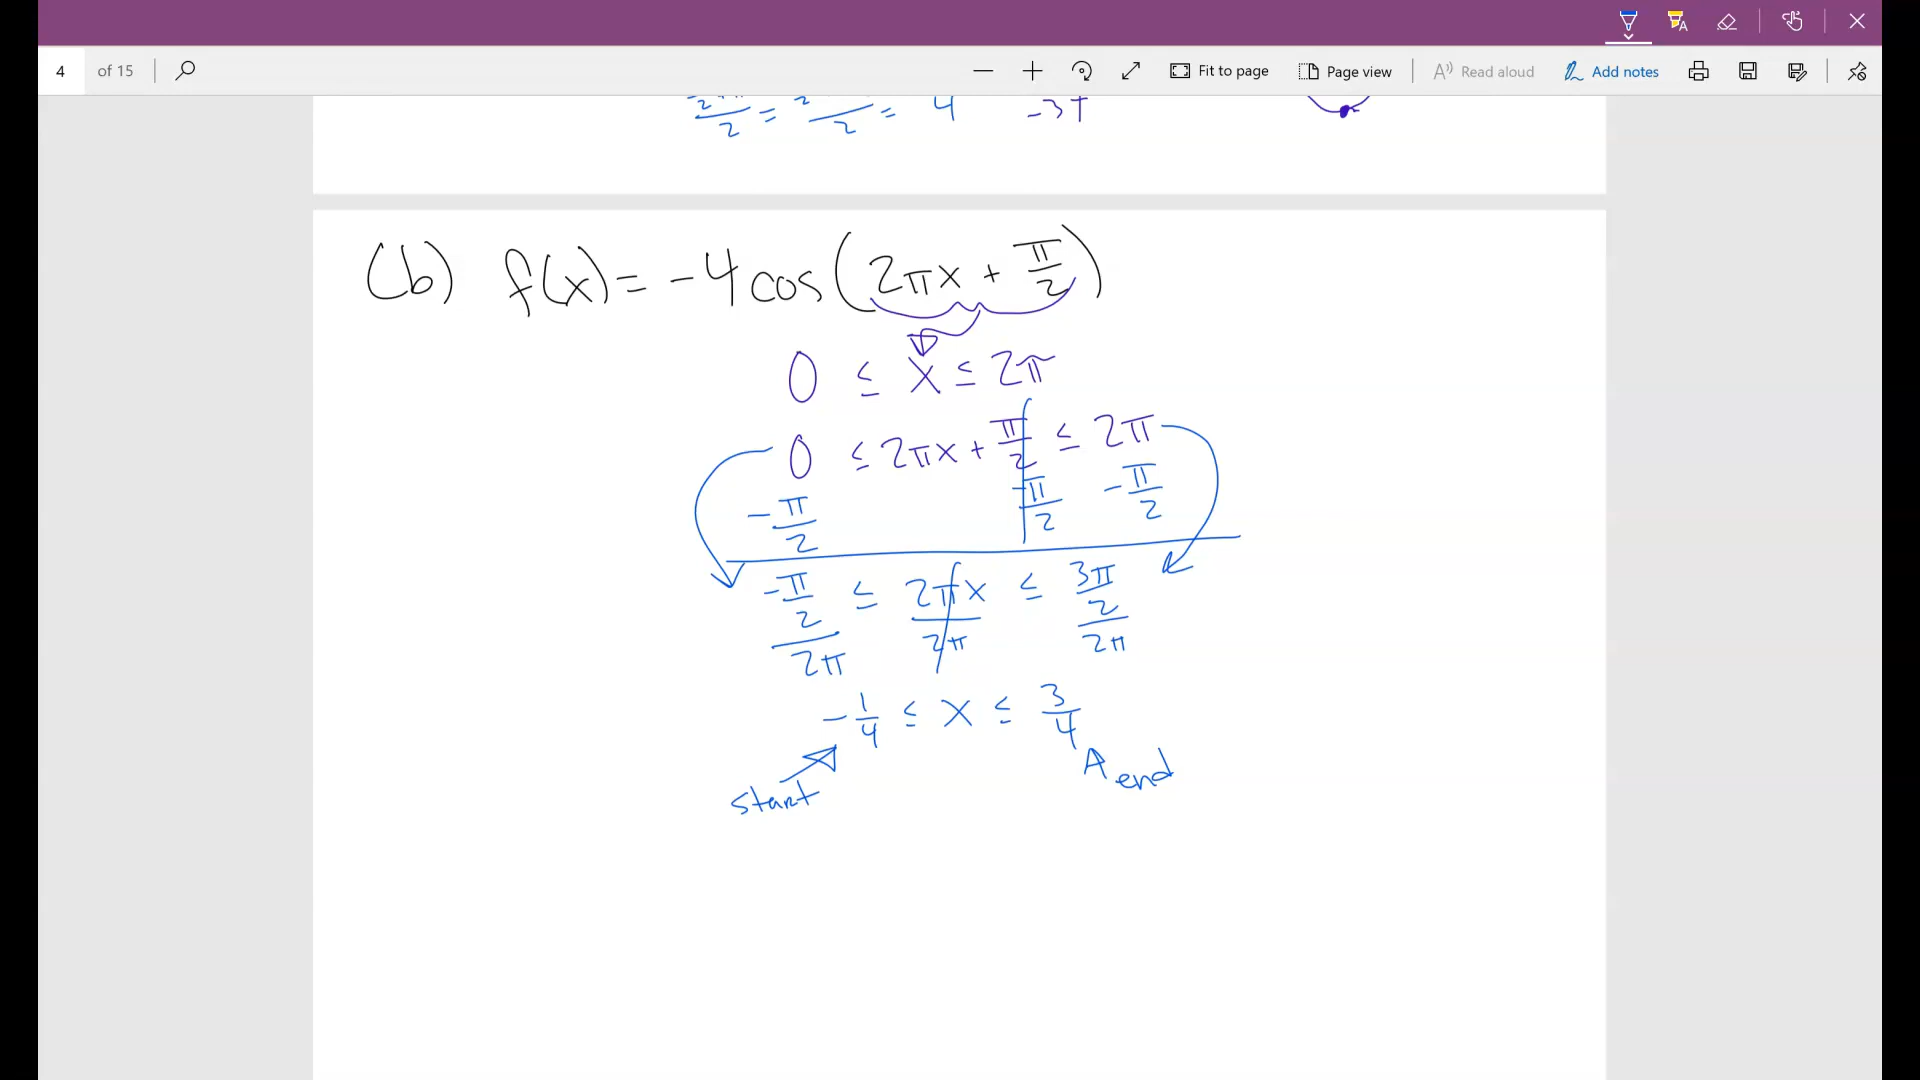 4 of 15 Fit to page Page view Read aloud Add notes
(b) f(x) = -4 cos(2πx + π/2)
0 ≤ x ≤ 2π
0 ≤ 2πx + π/2 ≤ 2π
-π/2 -π/2 -π/2
-π/2 ≤ 2πx ≤ 3π/2
2π 2π 2π
-1/4 ≤ x ≤ 3/4
start end